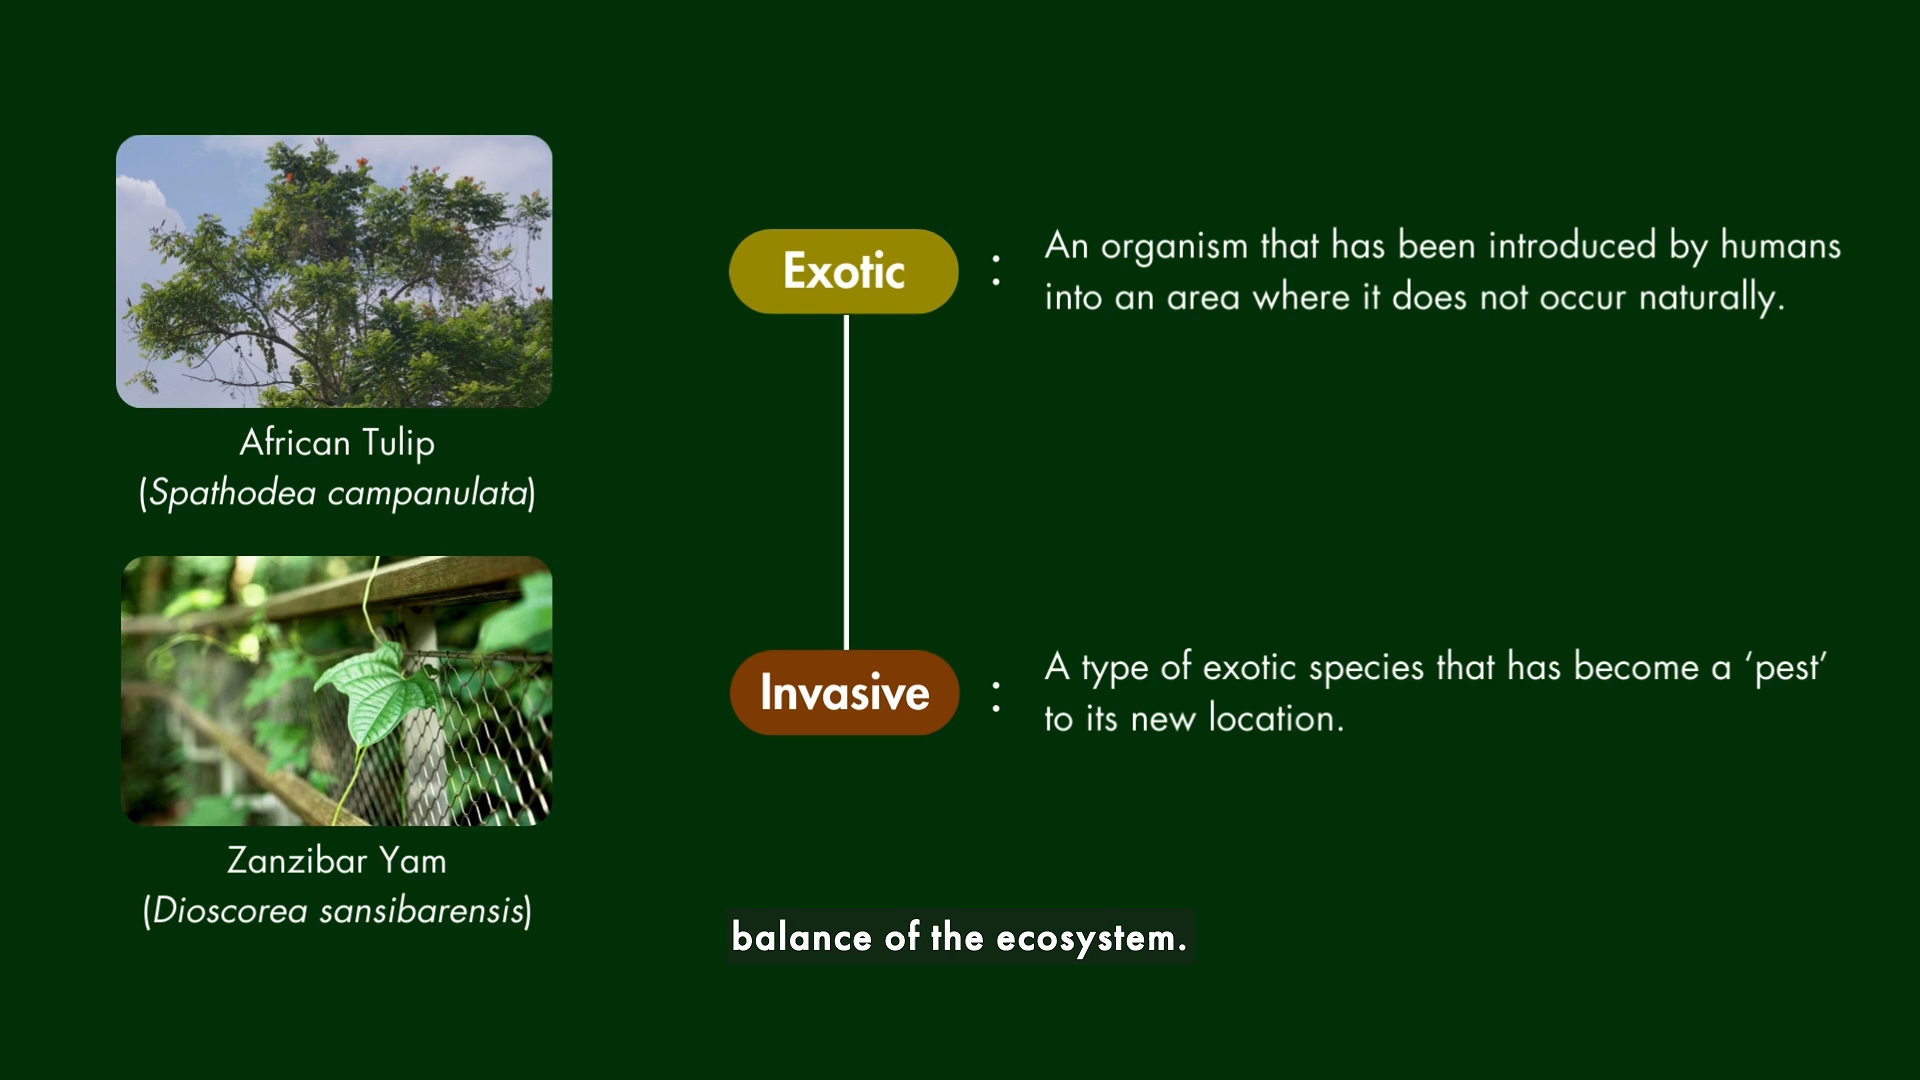 African Tulip
(Spathodea campanulata)
Zanzibar Yam
(Dioscorea sansibarensis)
Exotic : An organism that has been introduced by humans
into an area where it does not occur naturally.
Invasive : A type of exotic species that has become a ‘pest’
to its new location.
balance of the ecosystem.